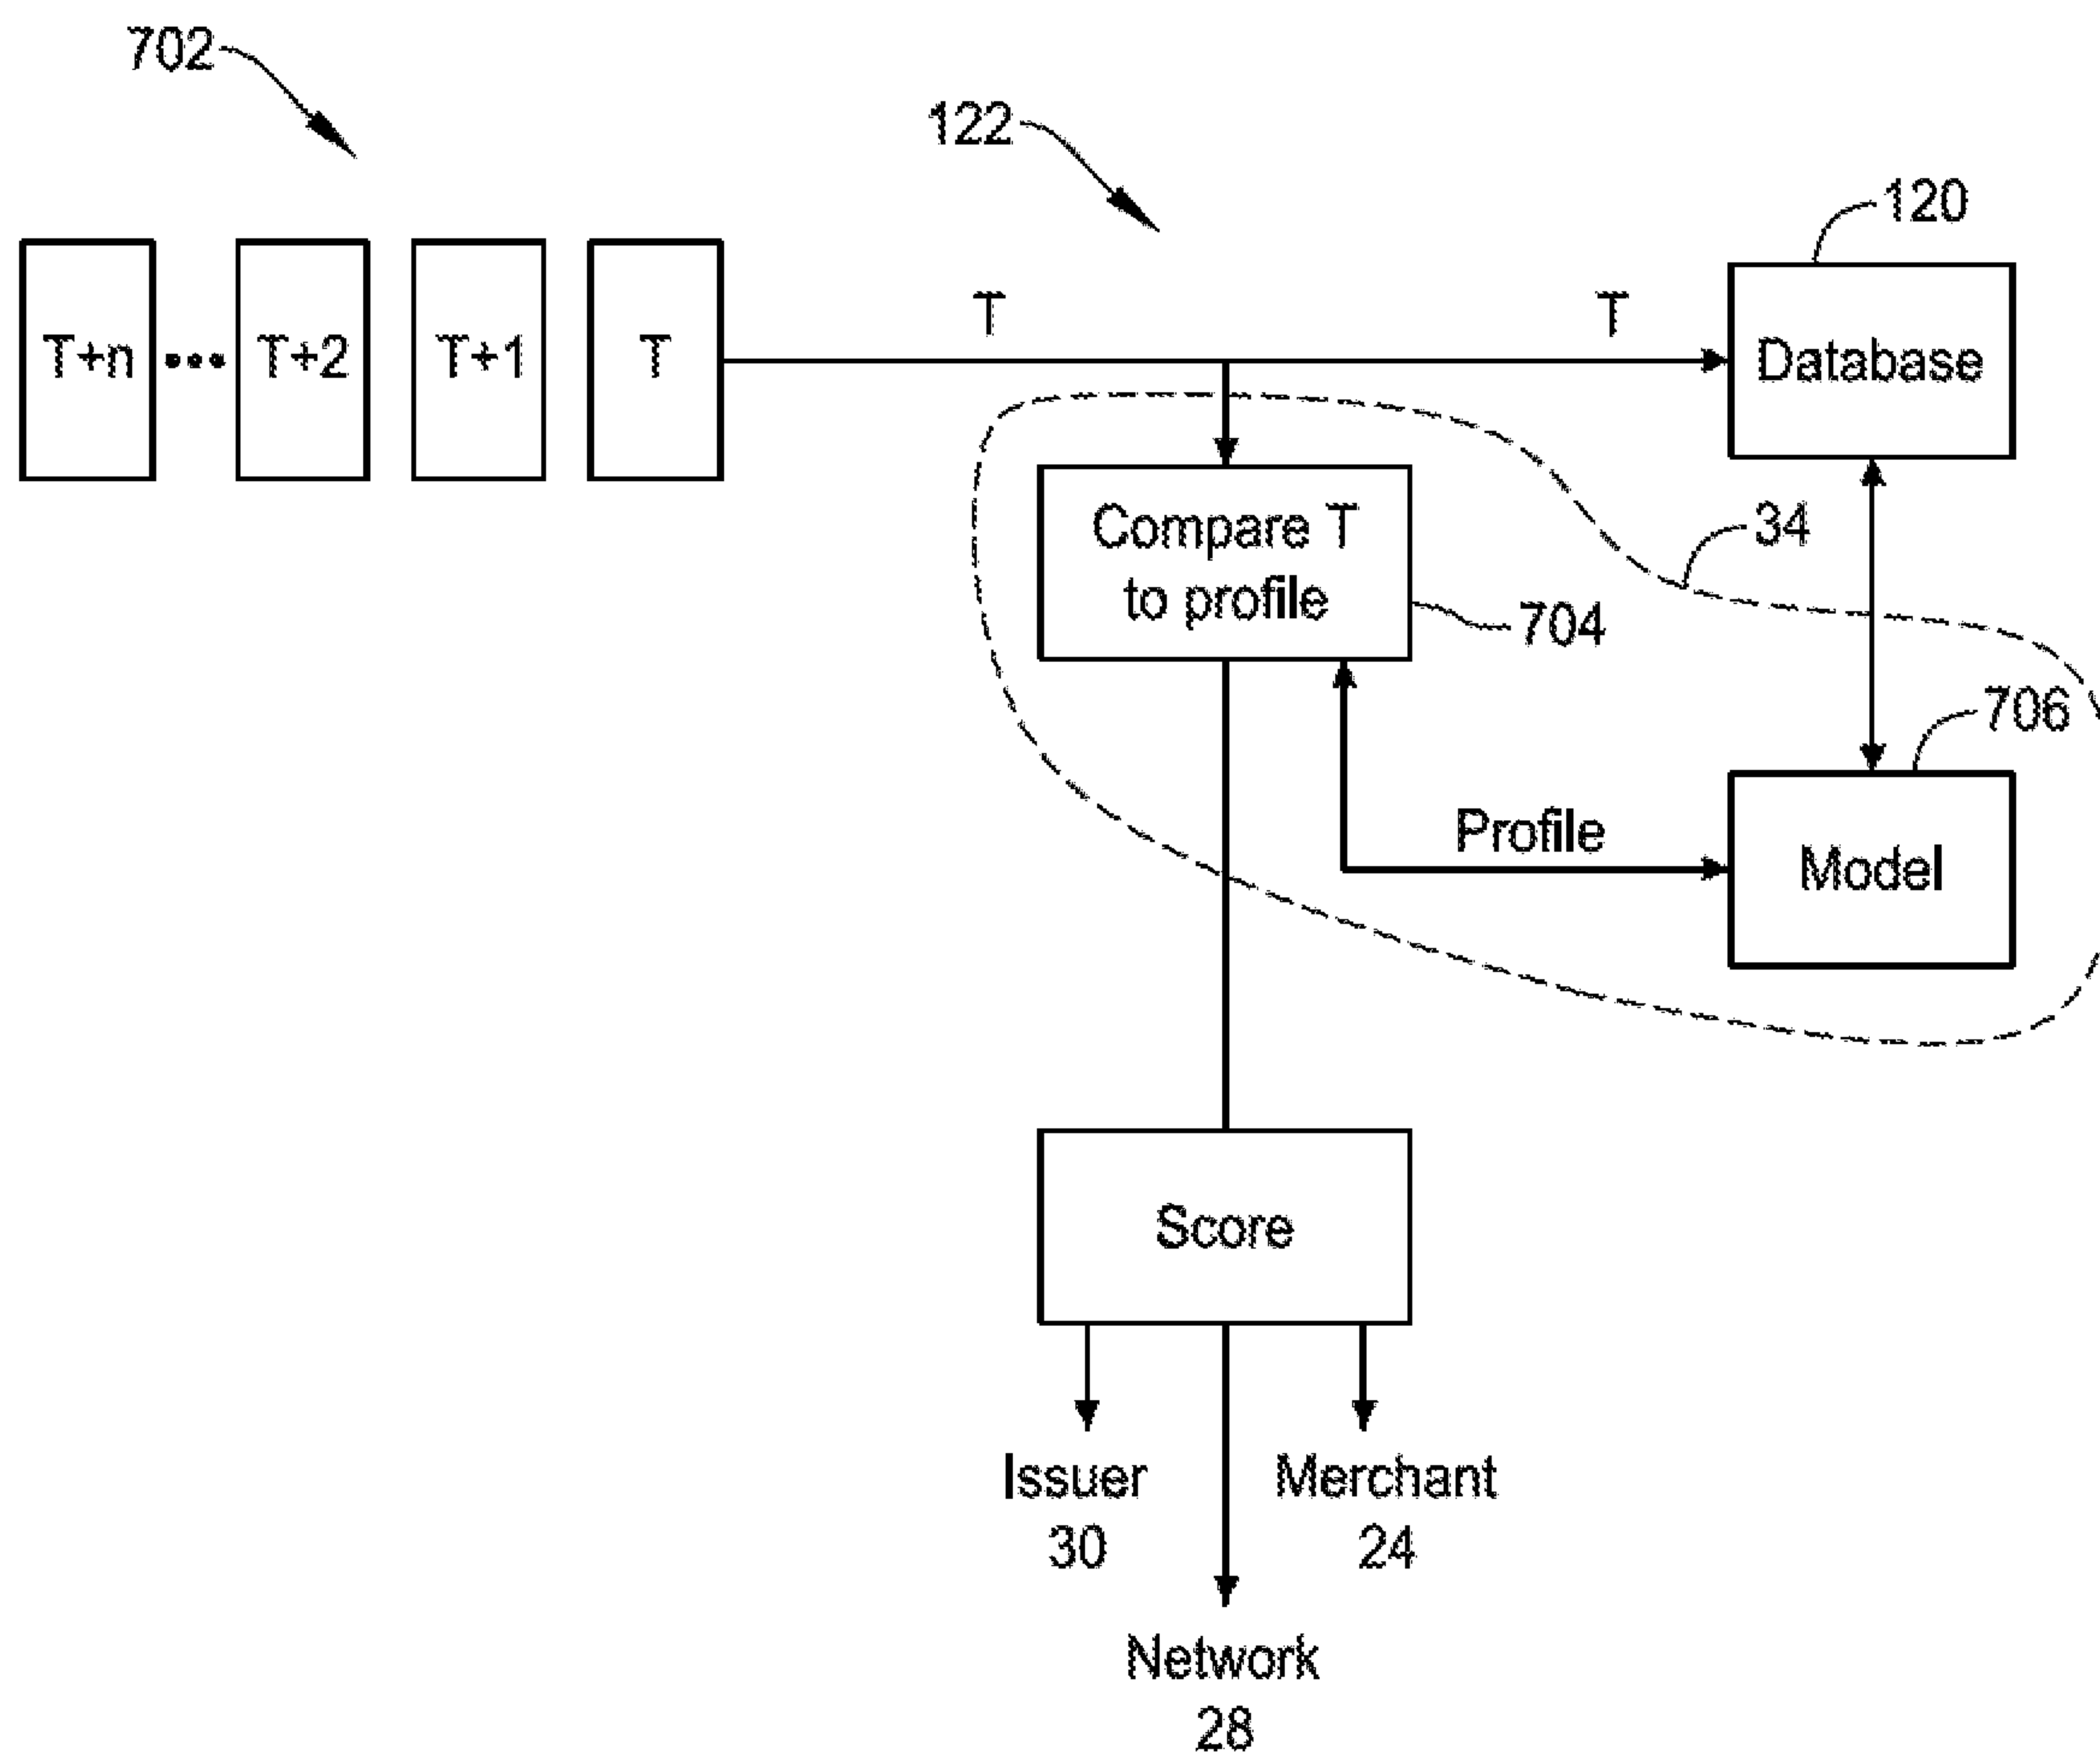 702
122
120
T
T
T+n ••• T+2
T+1
T
Database
Compare T
to profile
34
704
706
Profile
Model
Score
Issuer
30
Merchant
24
Network
28